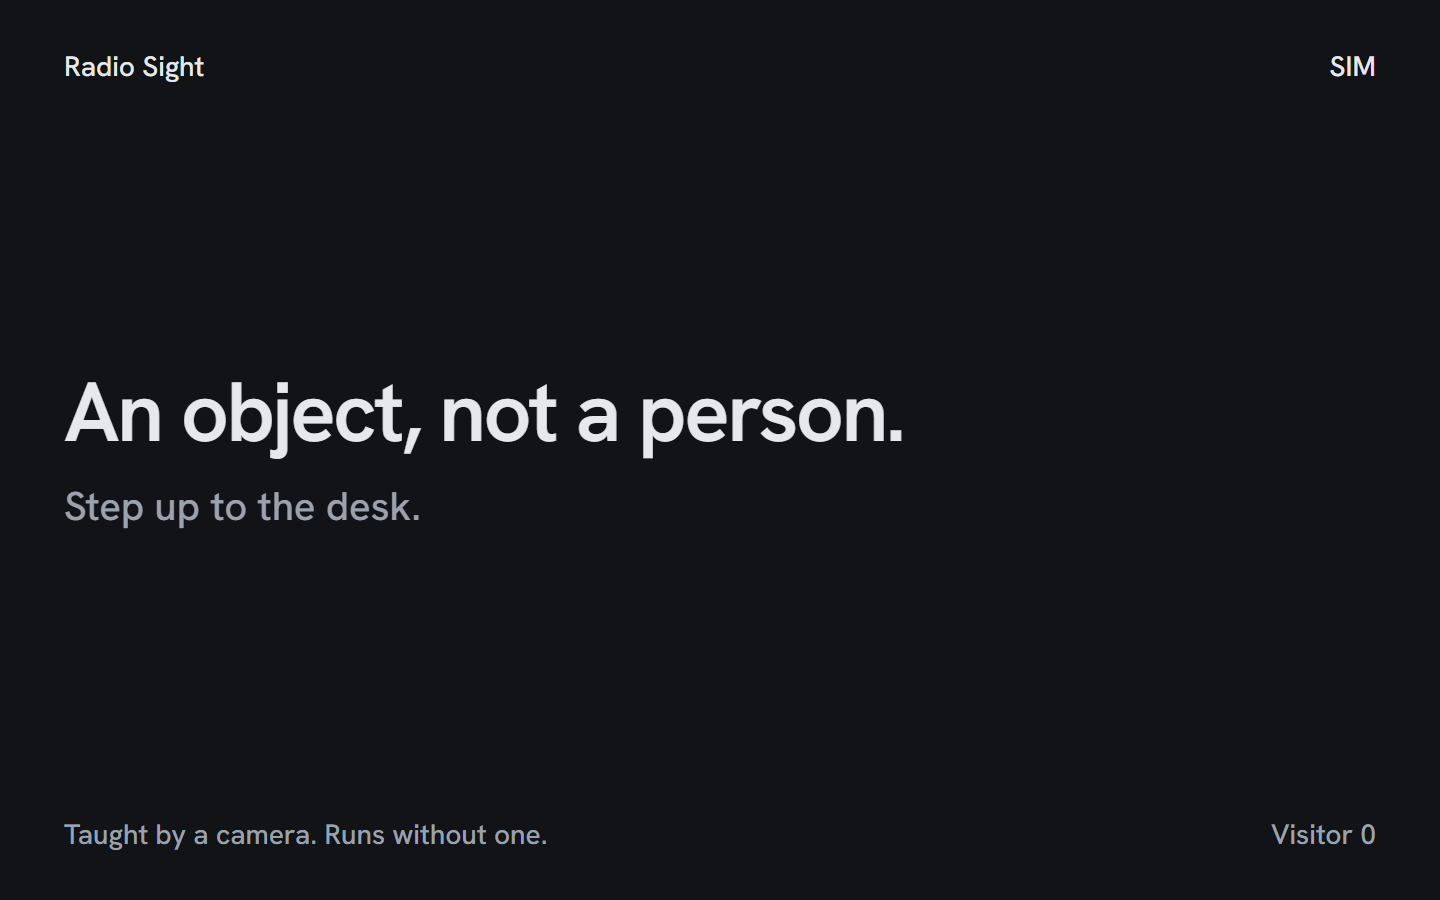 Radio Sight
SIM
An object, not a person.
Step up to the desk.
Taught by a camera. Runs without one.
Visitor 0